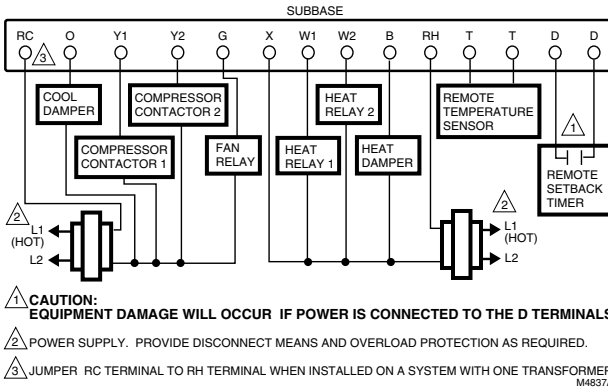 SUBBASE
RC O Y1 Y2 G X W1 W2 B RH T T D D
3
COOL
DAMPER
COMPRESSOR
CONTACTOR 2
HEAT
RELAY 2
REMOTE
TEMPERATURE
SENSOR
1
COMPRESSOR
CONTACTOR 1
FAN
RELAY
HEAT
RELAY 1
HEAT
DAMPER
REMOTE
SETBACK
TIMER
2
L1
(HOT)
L2
2
L1
(HOT)
L2
1 CAUTION:
EQUIPMENT DAMAGE WILL OCCUR IF POWER IS CONNECTED TO THE D TERMINALS
2 POWER SUPPLY. PROVIDE DISCONNECT MEANS AND OVERLOAD PROTECTION AS REQUIRED.
3 JUMPER RC TERMINAL TO RH TERMINAL WHEN INSTALLED ON A SYSTEM WITH ONE TRANSFORMER